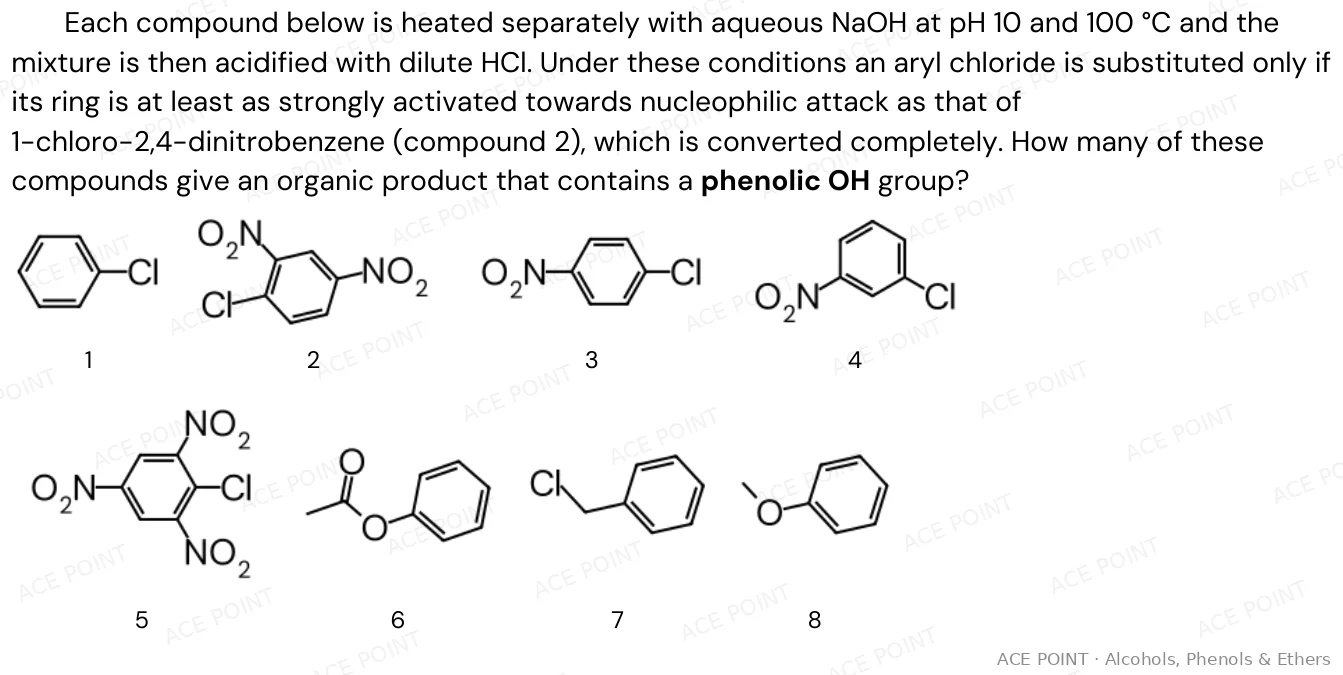 Each compound below is heated separately with aqueous NaOH at pH 10 and 100 °C and the
mixture is then acidified with dilute HCl. Under these conditions an aryl chloride is substituted only if
its ring is at least as strongly activated towards nucleophilic attack as that of
1-chloro-2,4-dinitrobenzene (compound 2), which is converted completely. How many of these
compounds give an organic product that contains a phenolic OH group?
Cl
O₂N
NO₂
Cl
O₂N
Cl
O₂N
Cl
1
2
3
4
NO₂
O₂N
Cl
NO₂
O
O
Cl
O
5
6
7
8
ACE POINT · Alcohols, Phenols & Ethers
ACE POINT